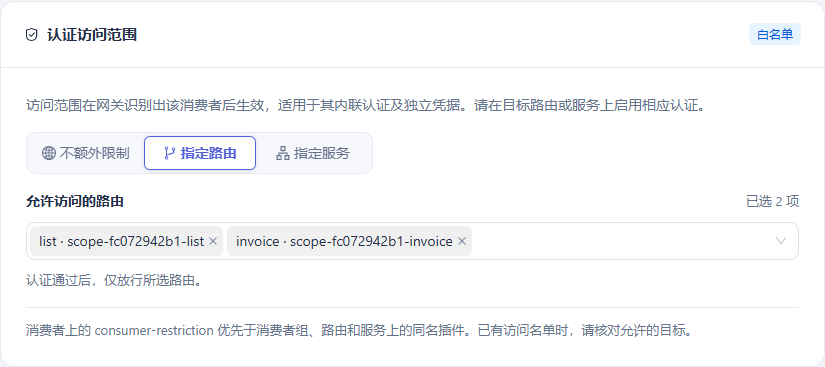 认证访问范围 白名单
访问范围在网关识别出该消费者后生效，适用于其内联认证及独立凭据。请在目标路由或服务上启用相应认证。
不额外限制 指定路由 指定服务
允许访问的路由 已选 2 项
list · scope-fc072942b1-list × invoice · scope-fc072942b1-invoice ×
认证通过后，仅放行所选路由。
消费者上的 consumer-restriction 优先于消费者组、路由和服务上的同名插件。已有访问名单时，请核对允许的目标。